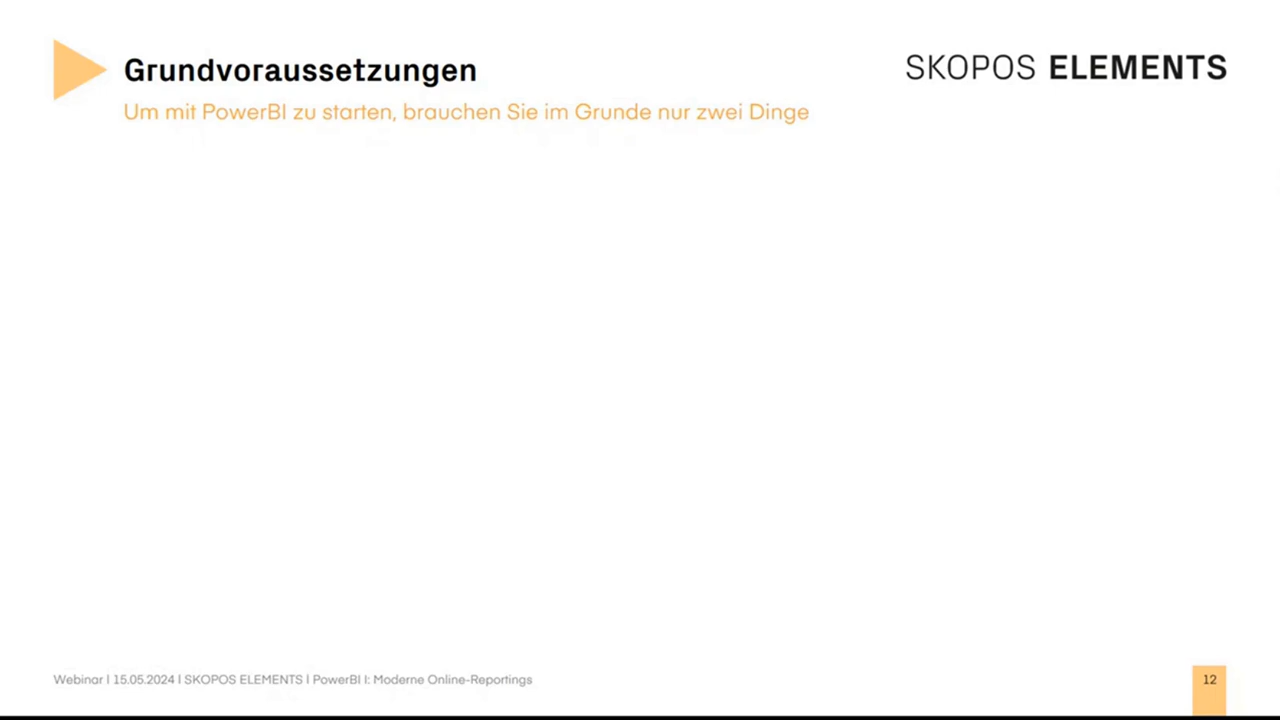 Grundvoraussetzungen
SKOPOS ELEMENTS
Um mit PowerBI zu starten, brauchen Sie im Grunde nur zwei Dinge
Webinar | 15.05.2024 | SKOPOS ELEMENTS | PowerBI I: Moderne Online-Reportings
12